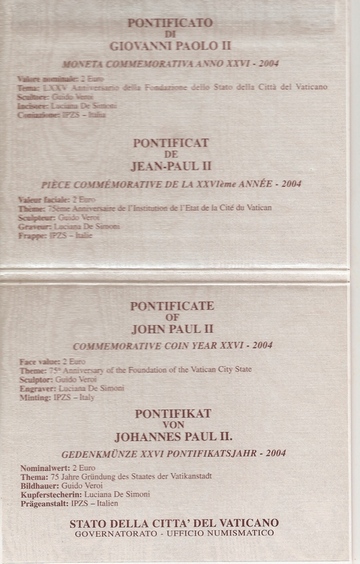 PONTIFICATO
DI
GIOVANNI PAOLO II
MONETA COMMEMORATIVA ANNO XXVI - 2004
Valore nominale: 2 Euro
Tema: LXXV Anniversario della Fondazione dello Stato della Città del Vaticano
Scultore: Guido Veroi
Incisore: Luciana De Simoni
Coniazione: IPZS – Italia
PONTIFICAT
DE
JEAN-PAUL II
PIÈCE COMMÉMORATIVE DE LA XXVIème ANNÉE - 2004
Valeur faciale: 2 Euro
Thème: 75ème Anniversaire de l'Institution de l'Etat de la Cité du Vatican
Sculpteur: Guido Veroi
Graveur: Luciana De Simoni
Frappe: IPZS – Italie
PONTIFICATE
OF
JOHN PAUL II
COMMEMORATIVE COIN YEAR XXVI - 2004
Face value: 2 Euro
Theme: 75th Anniversary of the Foundation of the Vatican City State
Sculptor: Guido Veroi
Engraver: Luciana De Simoni
Minting: IPZS – Italy
PONTIFIKAT
VON
JOHANNES PAUL II.
GEDENKMÜNZE XXVI PONTIFIKATSJAHR - 2004
Nominalwert: 2 Euro
Thema: 75 Jahre Gründung des Staates der Vatikanstadt
Bildhauer: Guido Veroi
Kupferstecherin: Luciana De Simoni
Prägeanstalt: IPZS – Italien
STATO DELLA CITTA' DEL VATICANO
GOVERNATORATO - UFFICIO NUMISMATICO